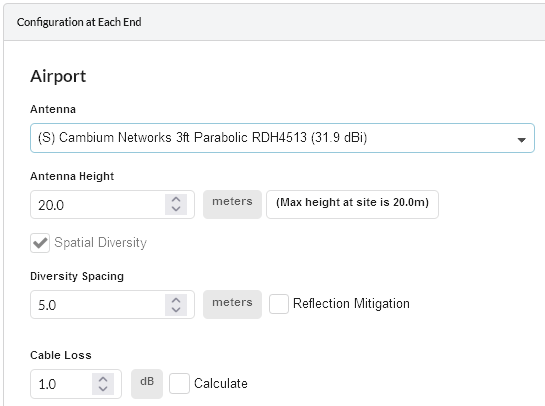 Configuration at Each End
Airport
Antenna
(S) Cambium Networks 3ft Parabolic RDH4513 (31.9 dBi)
Antenna Height
20.0 meters (Max height at site is 20.0m)
Spatial Diversity
Diversity Spacing
5.0 meters Reflection Mitigation
Cable Loss
1.0 dB Calculate